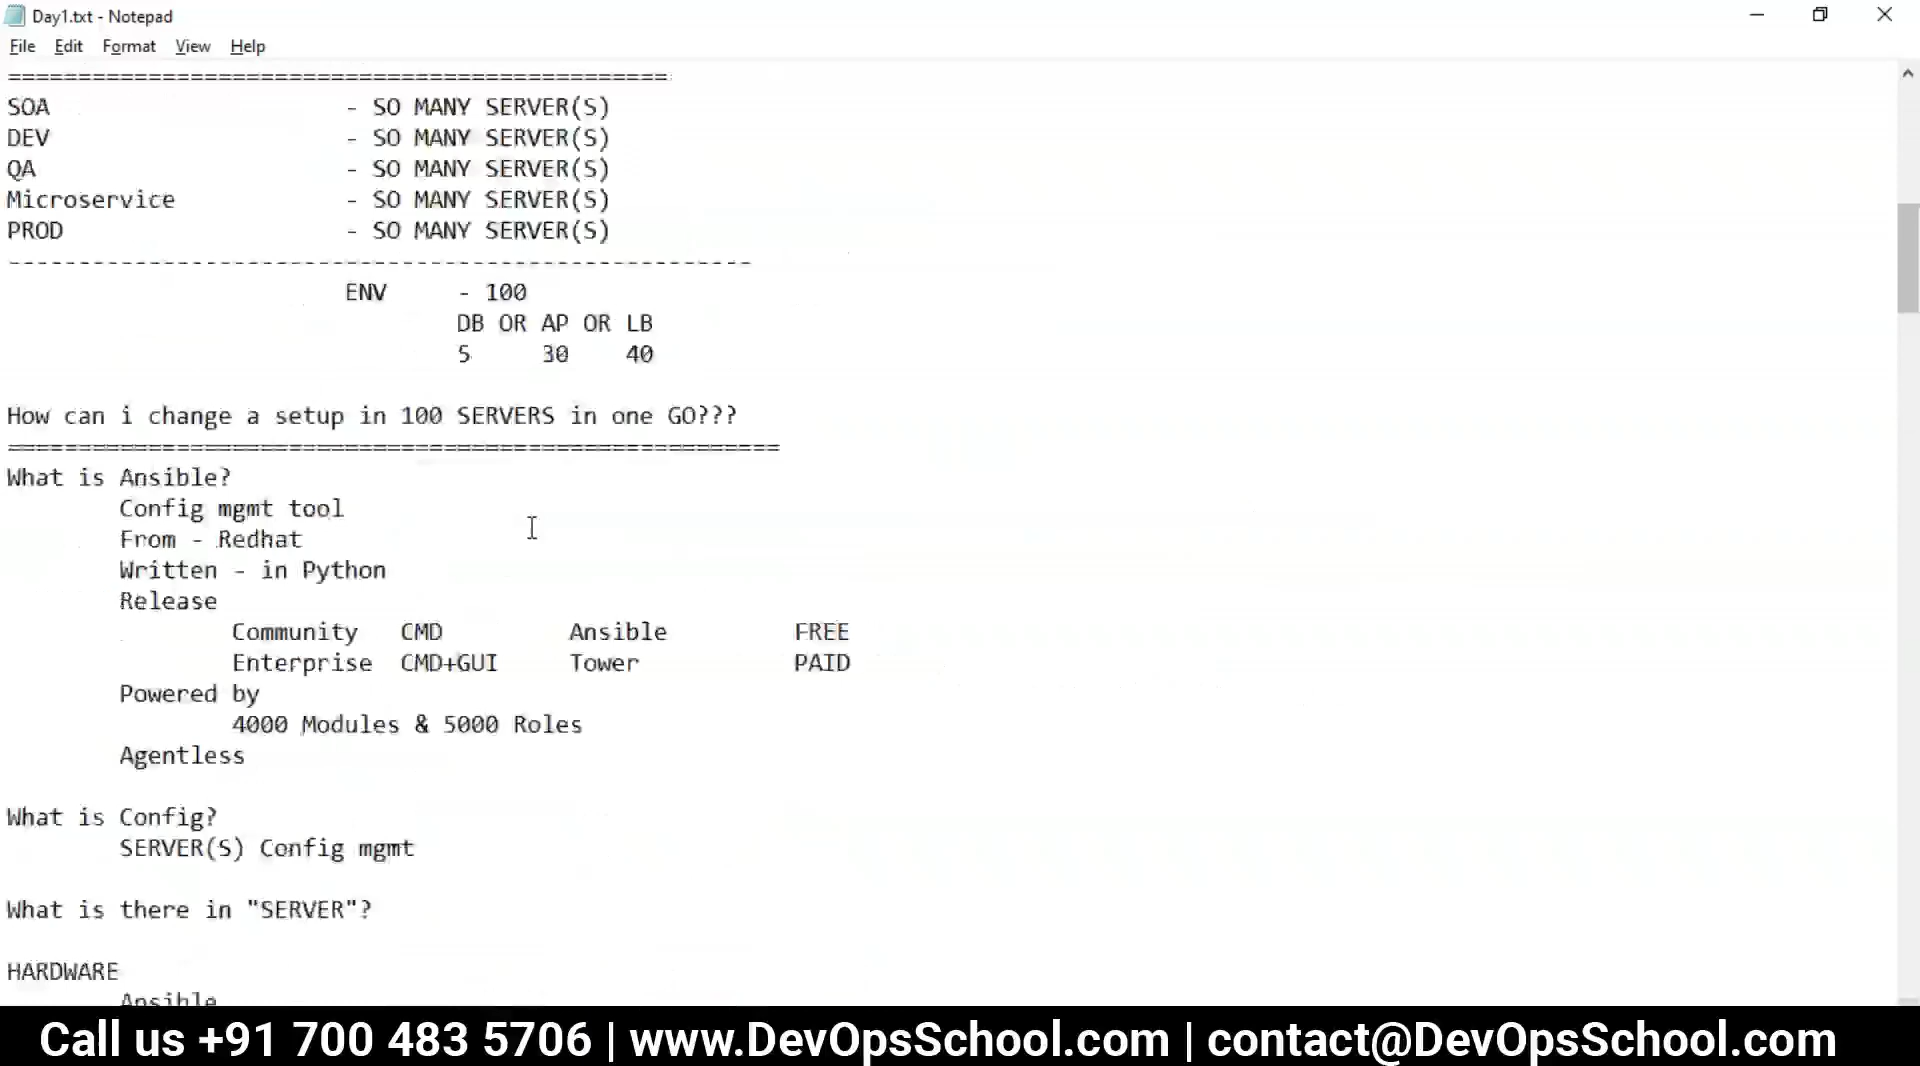 Day1.txt - Notepad
File Edit Format View Help
===============================================
SOA - SO MANY SERVER(S)
DEV - SO MANY SERVER(S)
QA - SO MANY SERVER(S)
Microservice - SO MANY SERVER(S)
PROD - SO MANY SERVER(S)
-----------------------------------------------------
ENV - 100
DB OR AP OR LB
5 30 40
How can i change a setup in 100 SERVERS in one GO???
=======================================================
What is Ansible?
Config mgmt tool
From - Redhat
Written - in Python
Release
Community CMD Ansible FREE
Enterprise CMD+GUI Tower PAID
Powered by
4000 Modules & 5000 Roles
Agentless
What is Config?
SERVER(S) Config mgmt
What is there in "SERVER"?
HARDWARE
Ansible
Call us +91 700 483 5706 | www.DevOpsSchool.com | contact@DevOpsSchool.com